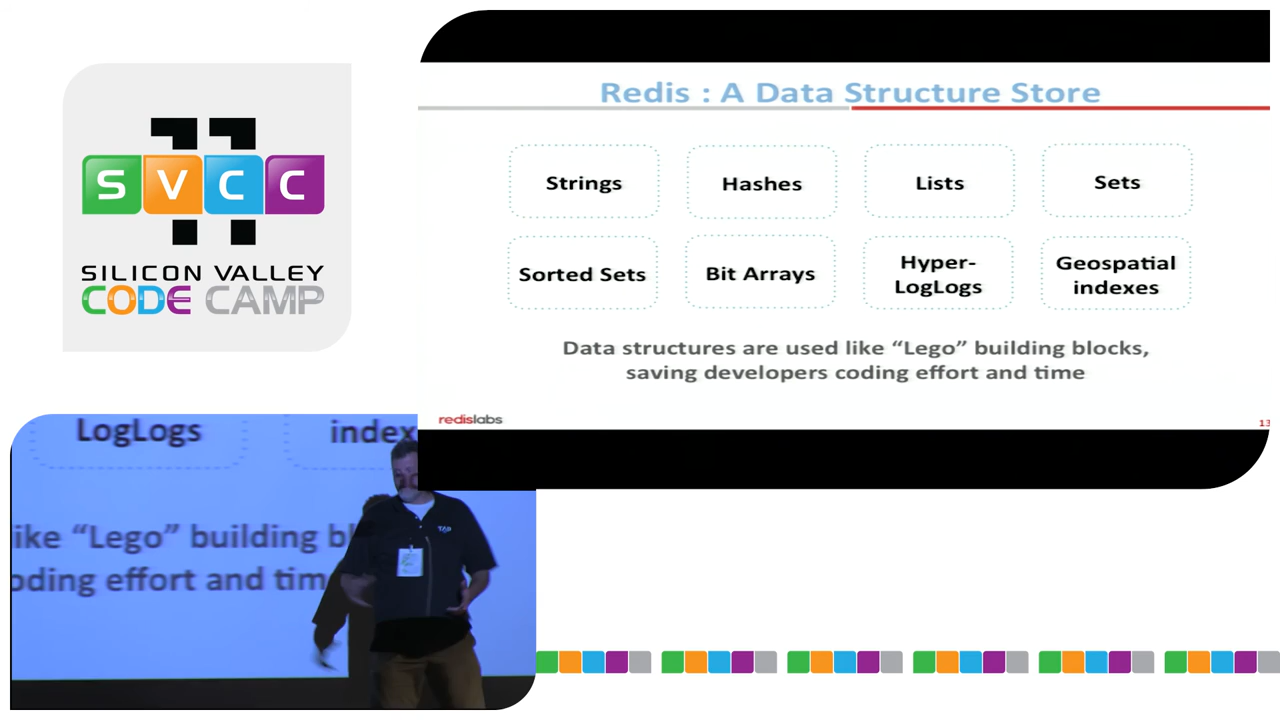 Redis : A Data Structure Store
Strings
Hashes
Lists
Sets
Sorted Sets
Bit Arrays
Hyper-
LogLogs
Geospatial
indexes
Data structures are used like “Lego” building blocks,
saving developers coding effort and time
redislabs
13
SVCC
SILICON VALLEY
CODE CAMP
LogLogs
index
ike “Lego” building bl
oding effort and tim
TAP